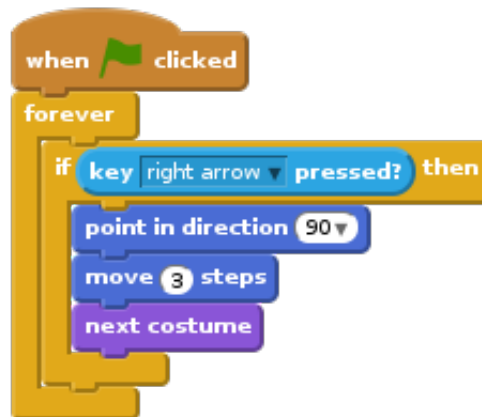 when clicked
forever
if key right arrow pressed? then
point in direction 90
move 3 steps
next costume